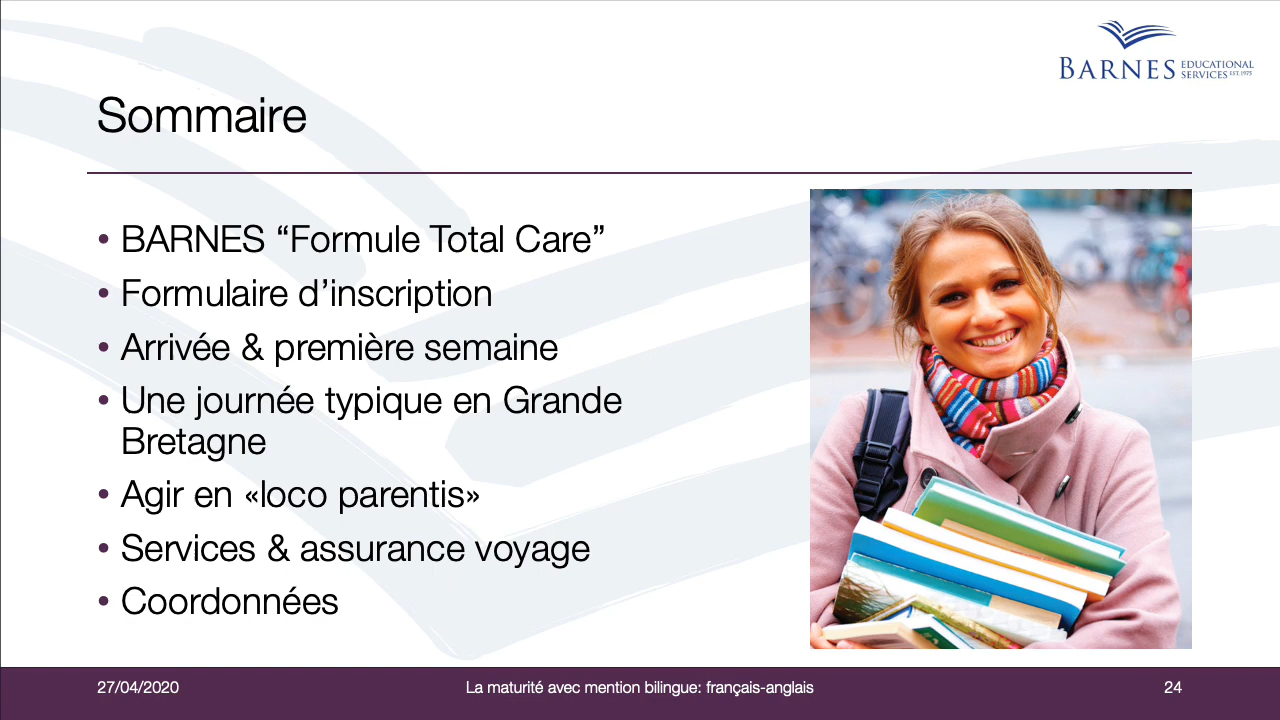 BARNES EDUCATIONAL
SERVICES EST. 1975
Sommaire
• BARNES “Formule Total Care”
• Formulaire d’inscription
• Arrivée & première semaine
• Une journée typique en Grande
Bretagne
• Agir en «loco parentis»
• Services & assurance voyage
• Coordonnées
27/04/2020
La maturité avec mention bilingue: français-anglais
24